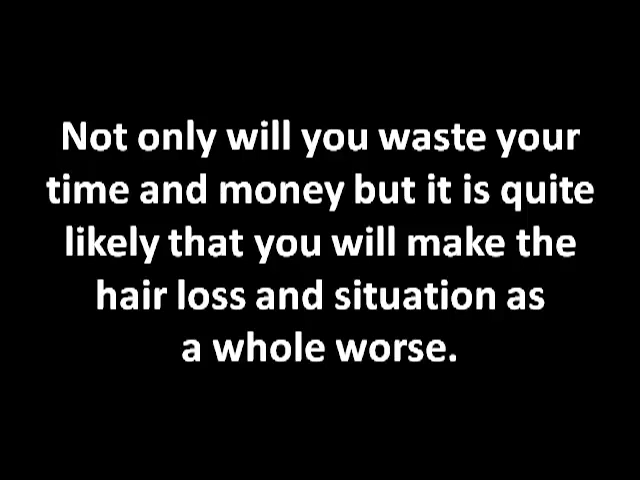 Not only will you waste your
time and money but it is quite
likely that you will make the
hair loss and situation as
a whole worse.